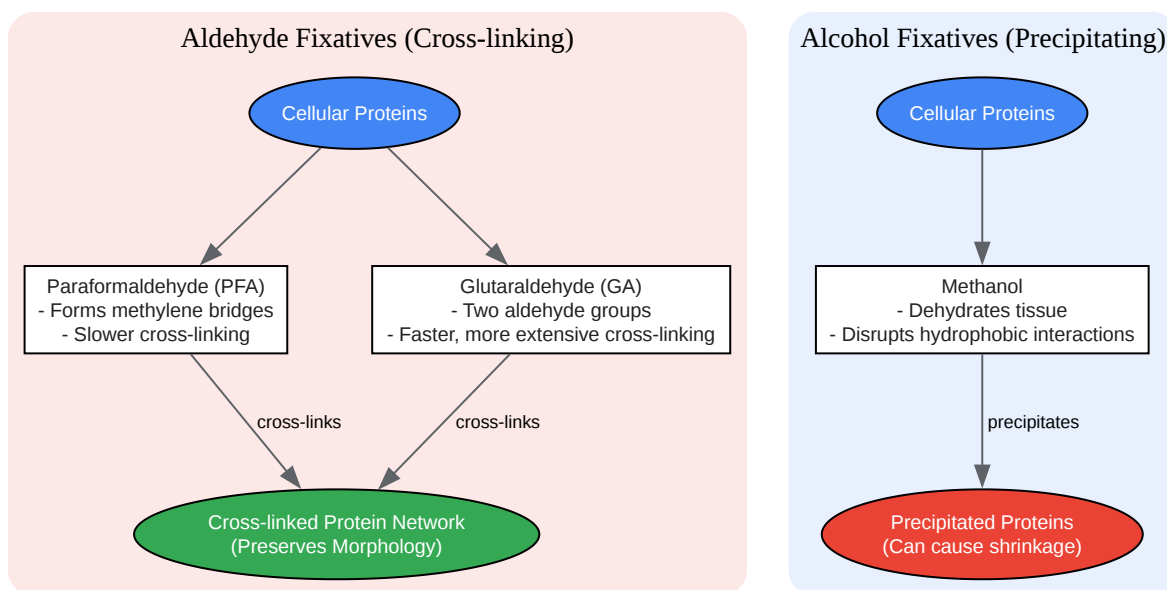 Aldehyde Fixatives (Cross-linking)
Cellular Proteins
Paraformaldehyde (PFA)
- Forms methylene bridges
- Slower cross-linking
Glutaraldehyde (GA)
- Two aldehyde groups
- Faster, more extensive cross-linking
cross-links
cross-links
Cross-linked Protein Network
(Preserves Morphology)
Alcohol Fixatives (Precipitating)
Cellular Proteins
Methanol
- Dehydrates tissue
- Disrupts hydrophobic interactions
precipitates
Precipitated Proteins
(Can cause shrinkage)